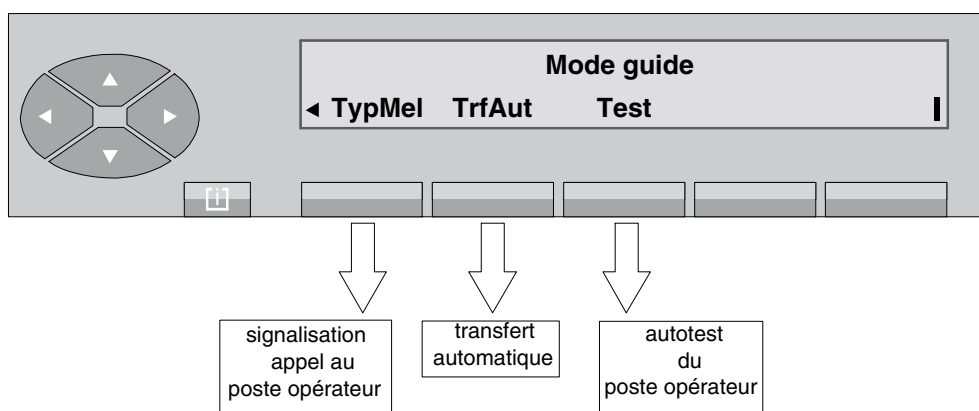 Mode guide
TypMel TrfAut Test
[i]
signalisation
appel au
poste opérateur
transfert
automatique
autotest
du
poste opérateur